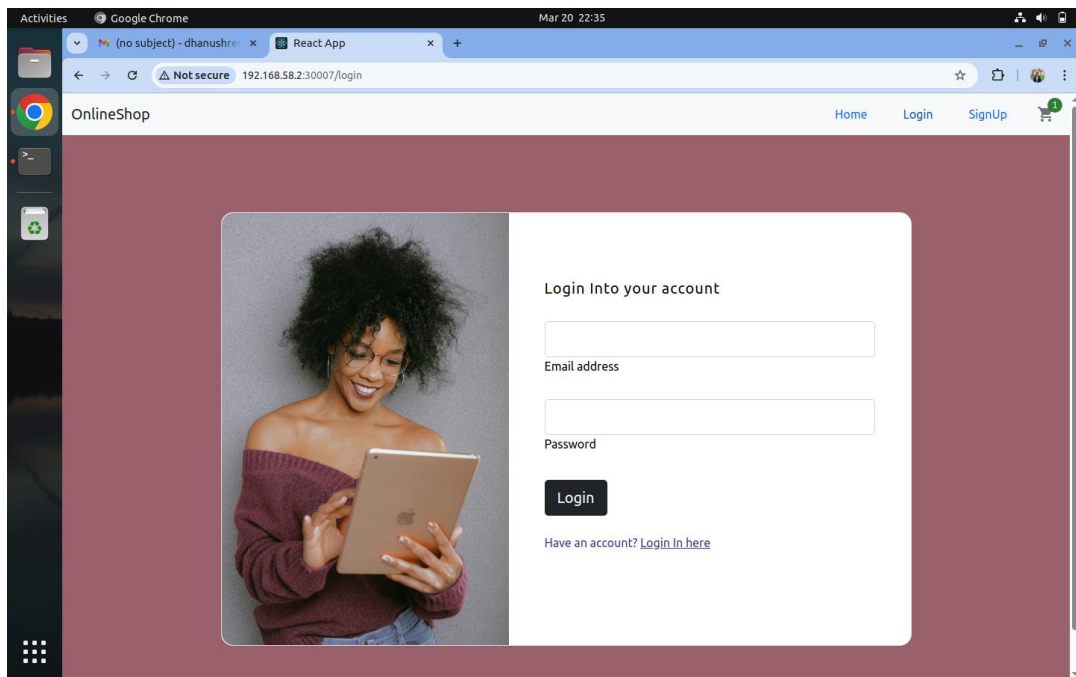 Activities Google Chrome Mar 20 22:35
(no subject) - dhanushre React App
Not secure 192.168.58.2:30007/login
OnlineShop Home Login SignUp 1
Login Into your account
Email address
Password
Login
Have an account? Login In here